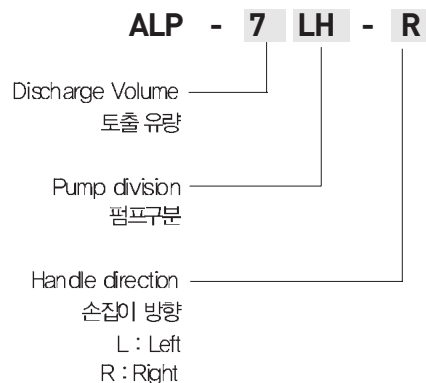 ALP - 7 LH - R
Discharge Volume
토출 유량
Pump division
펌프구분
Handle direction
손잡이 방향
L : Left
R : Right